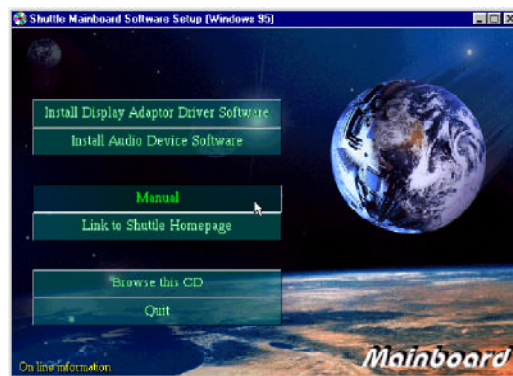 Shuttle Mainboard Software Setup [Windows 95]
Install Display Adaptor Driver Software
Install Audio Device Software
Manual
Link to Shuttle Homepage
Browse this CD
Quit
On line information
Mainboard